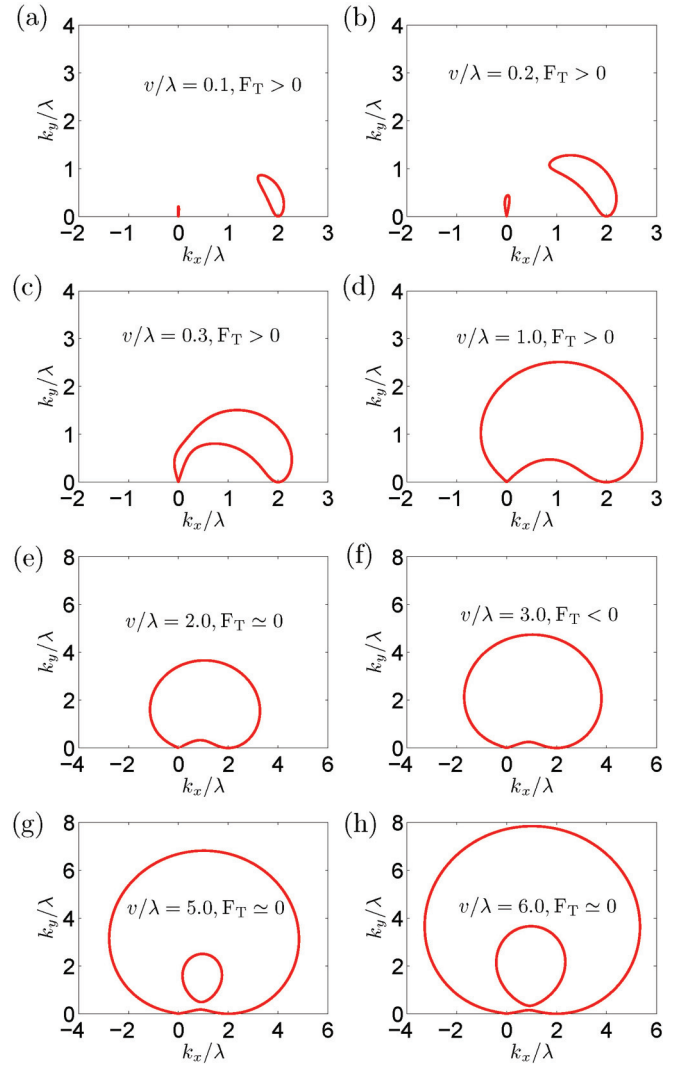 (a)
4
3
2
1
0
k_y/λ
v/λ = 0.1, F_T > 0
−2 −1 0 1 2 3
k_x/λ
(b)
4
3
2
1
0
k_y/λ
v/λ = 0.2, F_T > 0
−2 −1 0 1 2 3
k_x/λ
(c)
4
3
2
1
0
k_y/λ
v/λ = 0.3, F_T > 0
−2 −1 0 1 2 3
k_x/λ
(d)
4
3
2
1
0
k_y/λ
v/λ = 1.0, F_T > 0
−2 −1 0 1 2 3
k_x/λ
(e)
8
6
4
2
0
k_y/λ
v/λ = 2.0, F_T ≃ 0
−4 −2 0 2 4 6
k_x/λ
(f)
8
6
4
2
0
k_y/λ
v/λ = 3.0, F_T < 0
−4 −2 0 2 4 6
k_x/λ
(g)
8
6
4
2
0
k_y/λ
v/λ = 5.0, F_T ≃ 0
−4 −2 0 2 4 6
k_x/λ
(h)
8
6
4
2
0
k_y/λ
v/λ = 6.0, F_T ≃ 0
−4 −2 0 2 4 6
k_x/λ